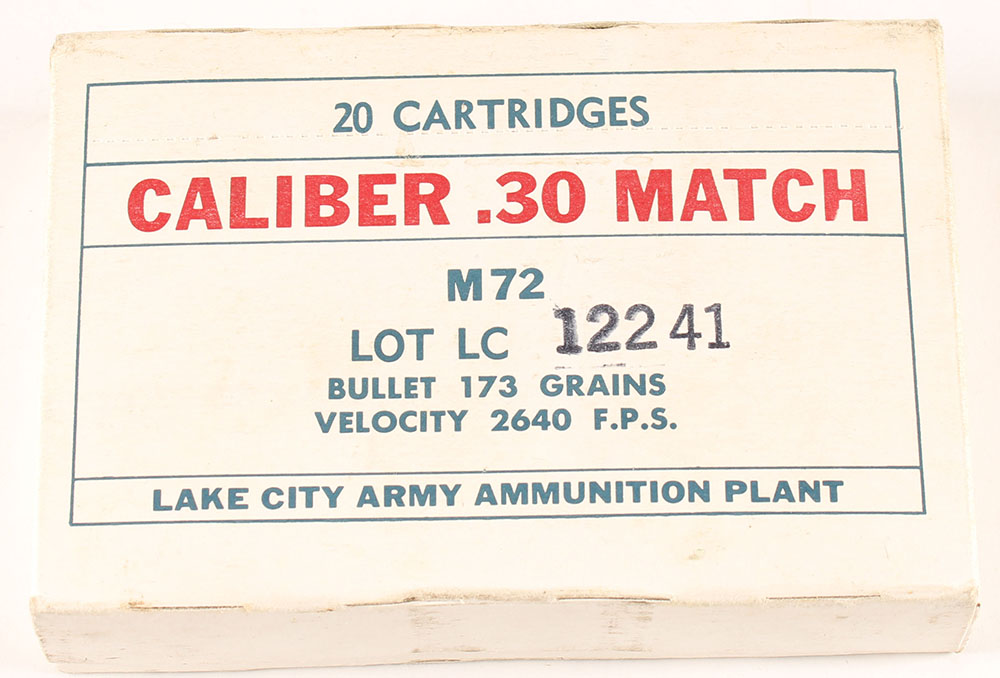 20 CARTRIDGES
CALIBER .30 MATCH
M72
LOT LC 12241
BULLET 173 GRAINS
VELOCITY 2640 F.P.S.
LAKE CITY ARMY AMMUNITION PLANT